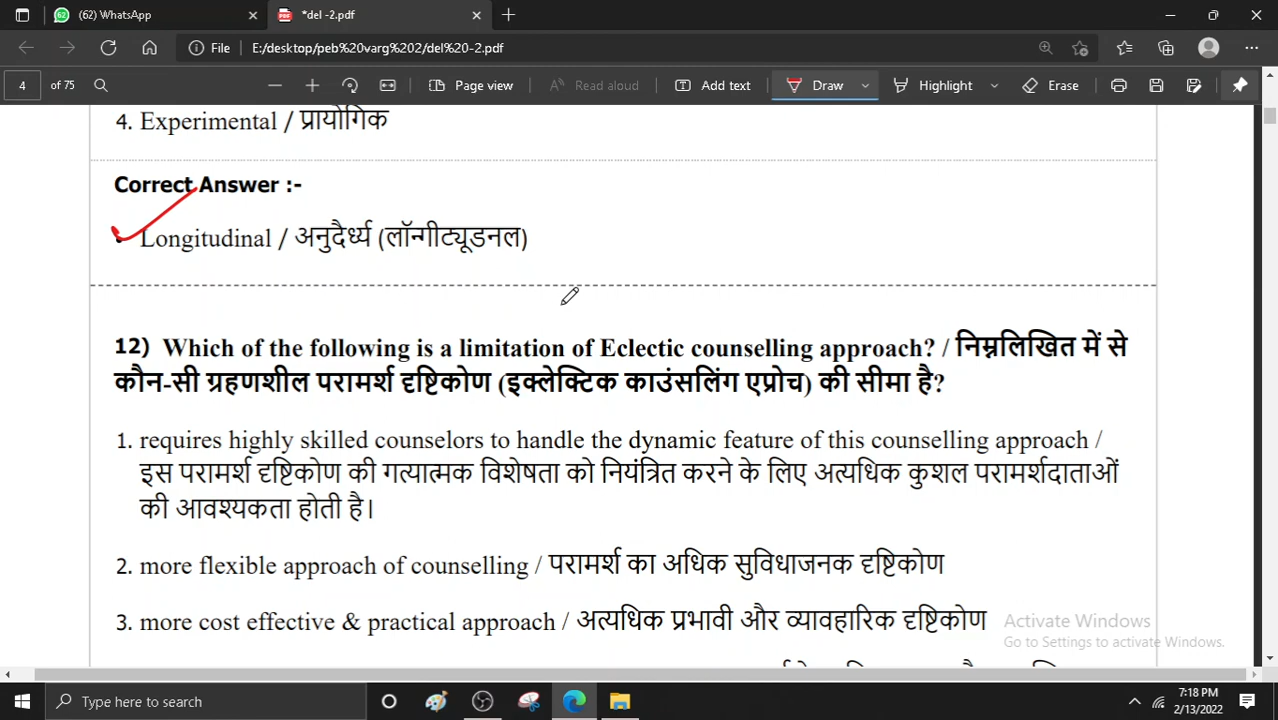 62
(62) WhatsApp
*del -2.pdf
File
E:/desktop/peb%20varg%202/del%20-2.pdf
4
of 75
Page view
Read aloud
Add text
Draw
Highlight
Erase
4. Experimental / प्रायोगिक
Correct Answer :-
• Longitudinal / अनुदैर्ध्य (लॉन्गीट्यूडनल)
12) Which of the following is a limitation of Eclectic counselling approach? / निम्नलिखित में से
कौन-सी ग्रहणशील परामर्श दृष्टिकोण (इक्लेक्टिक काउंसलिंग एप्रोच) की सीमा है?
1. requires highly skilled counselors to handle the dynamic feature of this counselling approach /
इस परामर्श दृष्टिकोण की गत्यात्मक विशेषता को नियंत्रित करने के लिए अत्यधिक कुशल परामर्शदाताओं
की आवश्यकता होती है।
2. more flexible approach of counselling / परामर्श का अधिक सुविधाजनक दृष्टिकोण
3. more cost effective & practical approach / अत्यधिक प्रभावी और व्यावहारिक दृष्टिकोण
Activate Windows
Go to Settings to activate Windows.
Type here to search
7:18 PM
2/13/2022